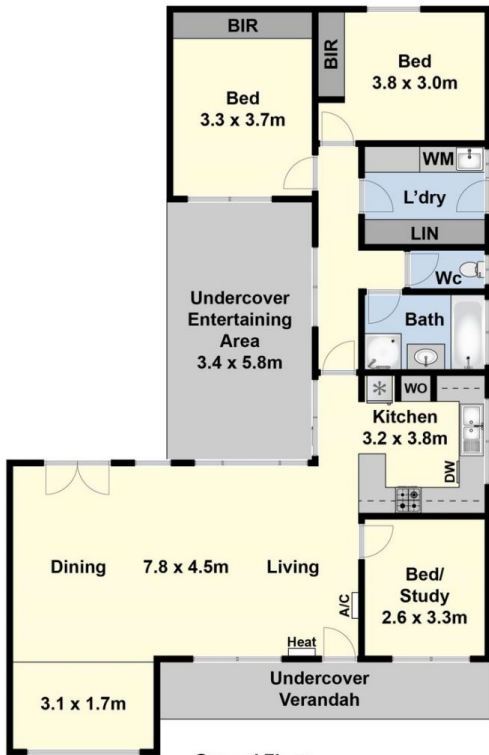 BIR
BIR
Bed
3.8 x 3.0m
Bed
3.3 x 3.7m
WM
L'dry
LIN
Wc
Undercover
Entertaining
Area
3.4 x 5.8m
Bath
WO
Kitchen
3.2 x 3.8m
DW
Dining 7.8 x 4.5m Living
Bed/
Study
2.6 x 3.3m
A/C
Heat
Undercover
Verandah
3.1 x 1.7m